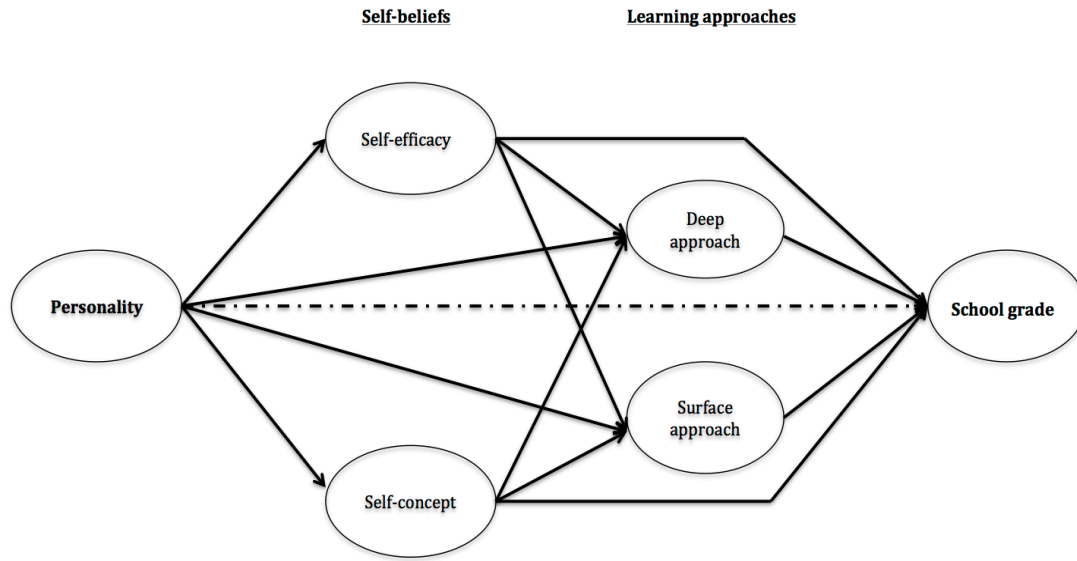 Self-beliefs
Learning approaches
Self-efficacy
Deep
approach
Personality
School grade
Surface
approach
Self-concept